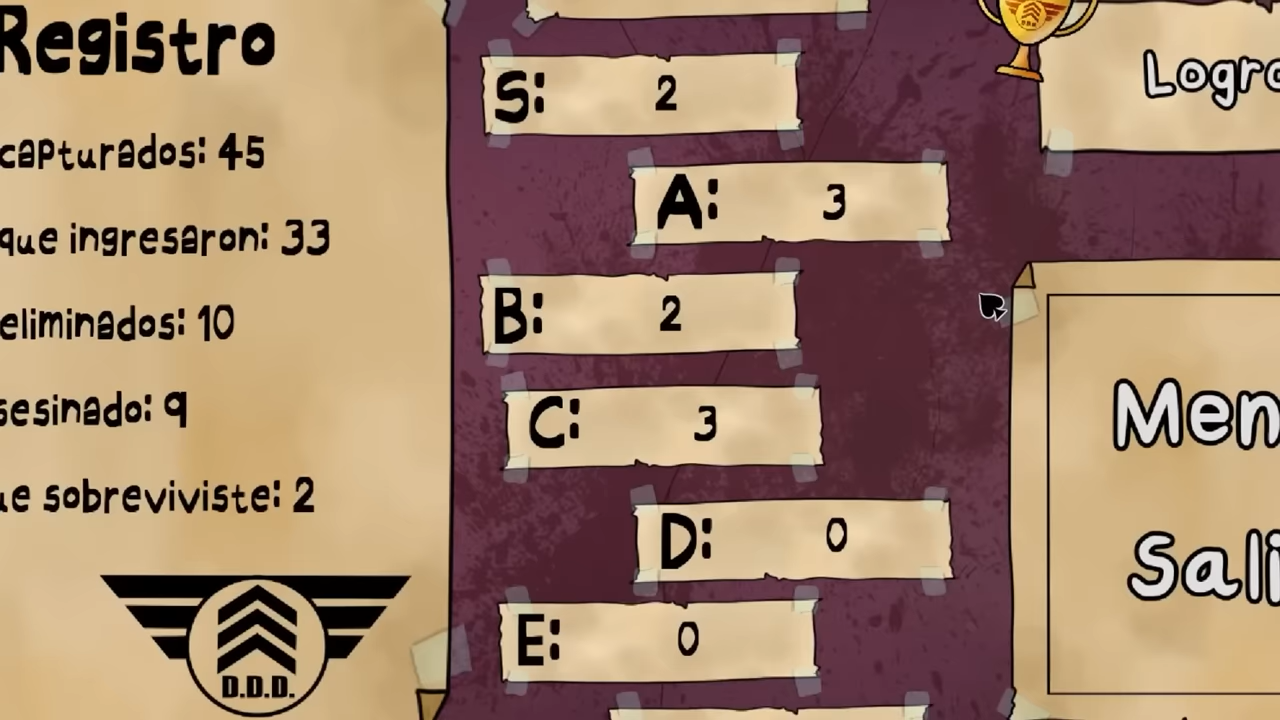 Registro
capturados: 45
que ingresaron: 33
eliminados: 10
sesinado: 9
ue sobreviviste: 2
D.D.D.
S: 2
A: 3
B: 2
C: 3
D: 0
E: 0
Logro
Men
Sali